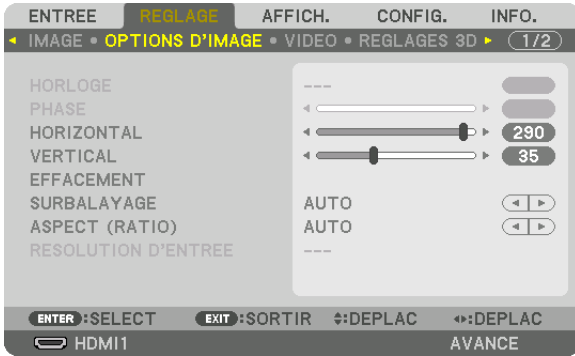 ENTREE REGLAGE AFFICH. CONFIG. INFO.
IMAGE • OPTIONS D'IMAGE • VIDEO • REGLAGES 3D 1/2
HORLOGE ---
PHASE
HORIZONTAL 290
VERTICAL 35
EFFACEMENT
SURBALAYAGE AUTO
ASPECT (RATIO) AUTO
RESOLUTION D'ENTREE ---
ENTER :SELECT EXIT :SORTIR :DEPLAC :DEPLAC
HDMI1 AVANCE